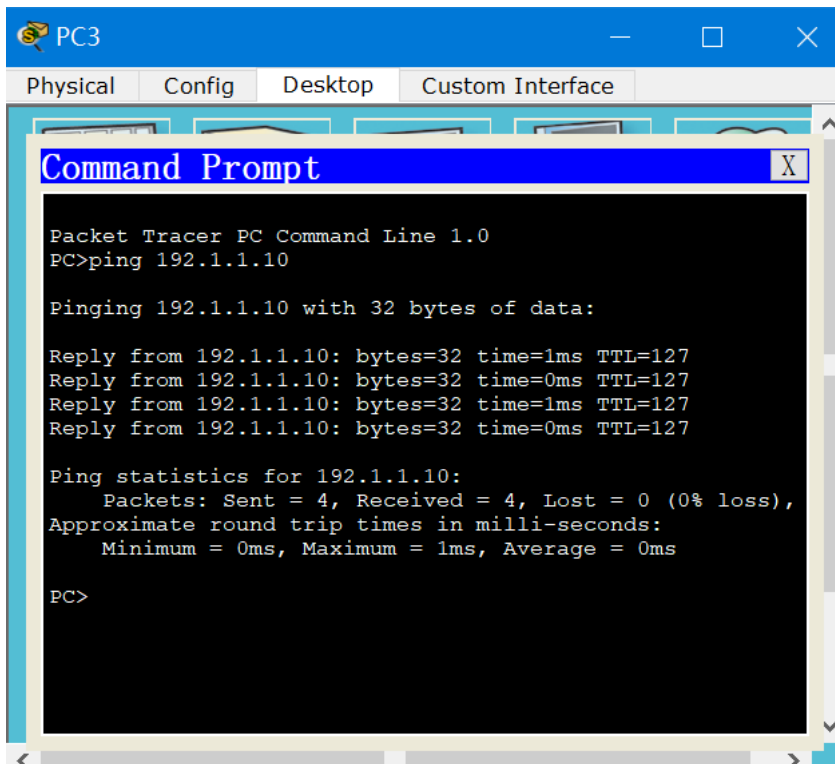 PC3
Physical Config Desktop Custom Interface
Command Prompt X
Packet Tracer PC Command Line 1.0
PC>ping 192.1.1.10
Pinging 192.1.1.10 with 32 bytes of data:
Reply from 192.1.1.10: bytes=32 time=1ms TTL=127
Reply from 192.1.1.10: bytes=32 time=0ms TTL=127
Reply from 192.1.1.10: bytes=32 time=1ms TTL=127
Reply from 192.1.1.10: bytes=32 time=0ms TTL=127
Ping statistics for 192.1.1.10:
Packets: Sent = 4, Received = 4, Lost = 0 (0% loss),
Approximate round trip times in milli-seconds:
Minimum = 0ms, Maximum = 1ms, Average = 0ms
PC>